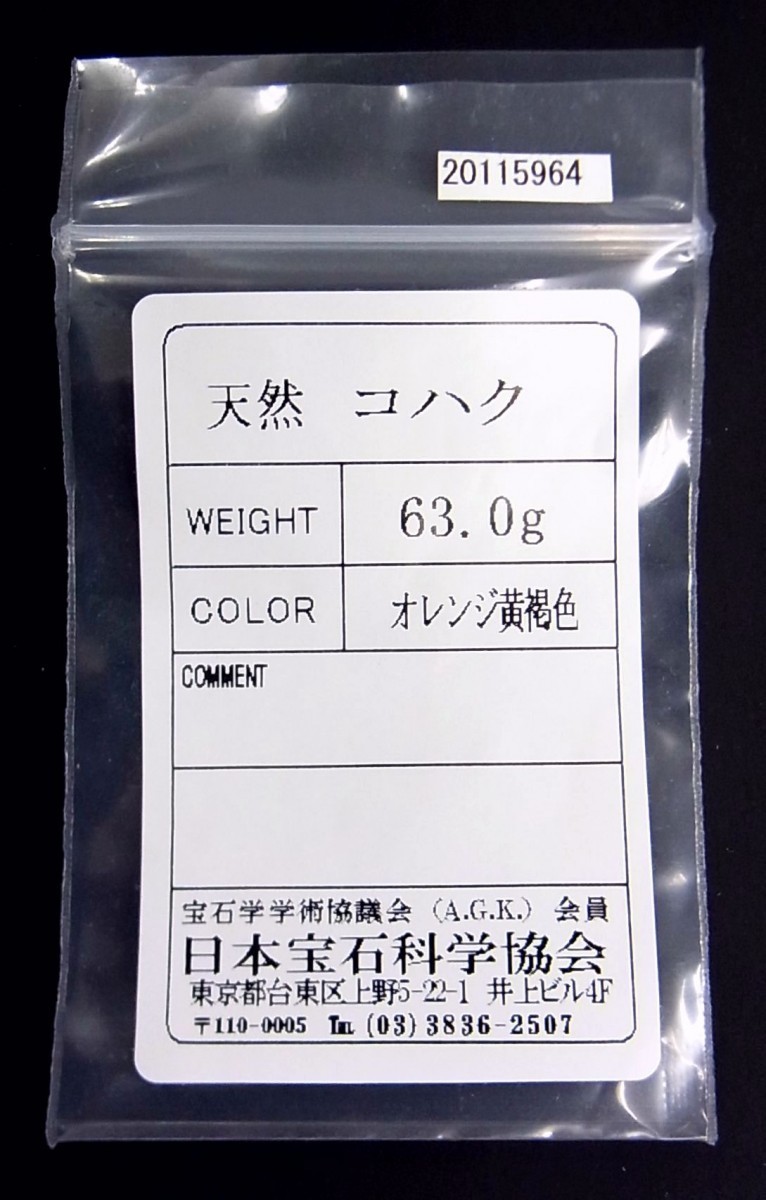 20115964
天然 コハク
WEIGHT 63.0g
COLOR オレンジ黄褐色
COMMENT
宝石学学術協議会（A.G.K.）会員
日本宝石科学協会
東京都台東区上野5-22-1 井上ビル4F
〒110-0005 ℡ (03)3836-2507